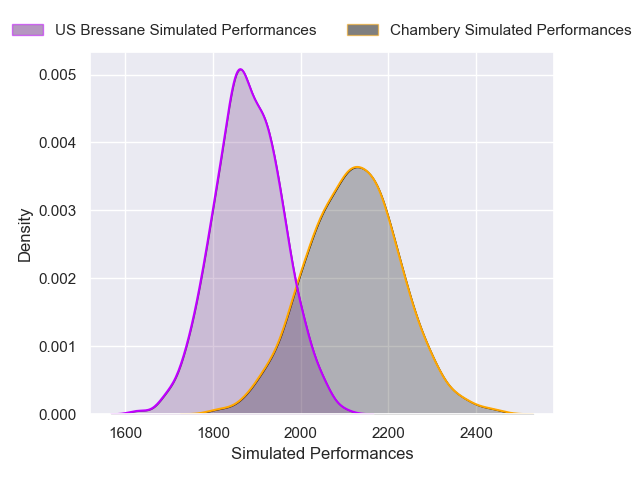 US Bressane Simulated Performances
Chambery Simulated Performances
0.005
0.004
0.003
0.002
0.001
0.000
Density
1600
1800
2000
2200
2400
Simulated Performances